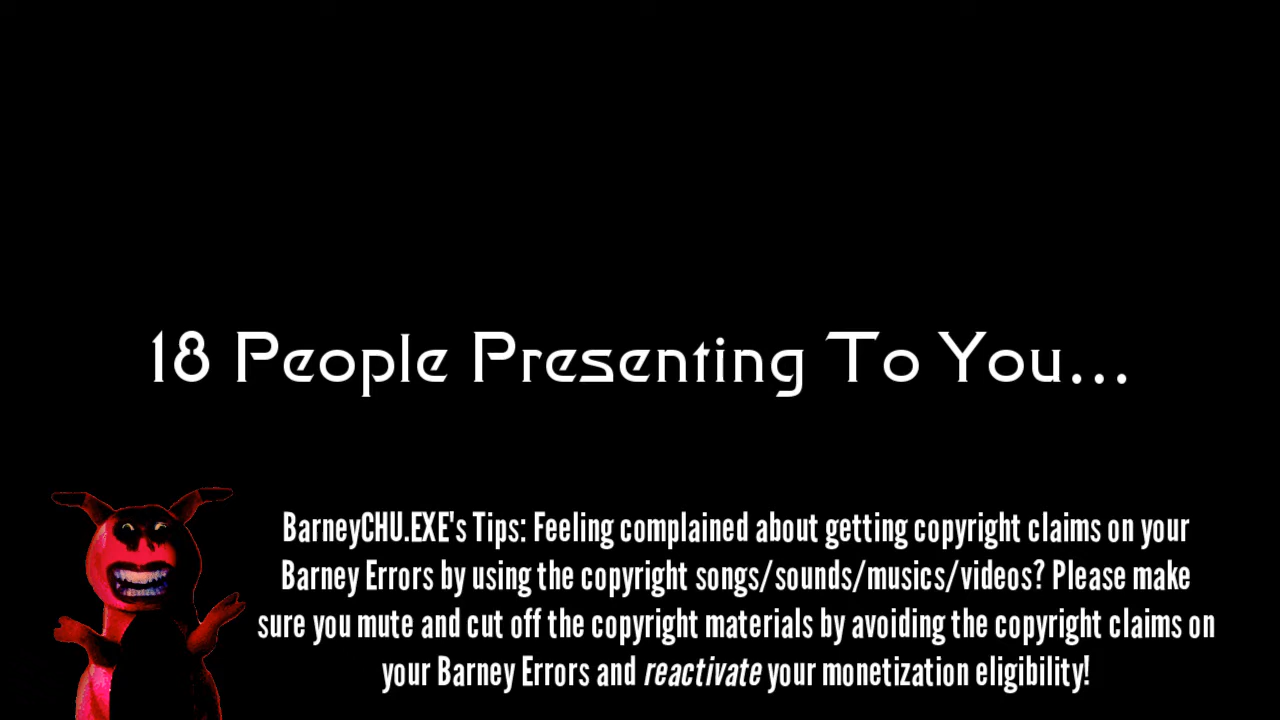 18 People Presenting To You...
BarneyCHU.EXE's Tips: Feeling complained about getting copyright claims on your
Barney Errors by using the copyright songs/sounds/musics/videos? Please make
sure you mute and cut off the copyright materials by avoiding the copyright claims on
your Barney Errors and reactivate your monetization eligibility!